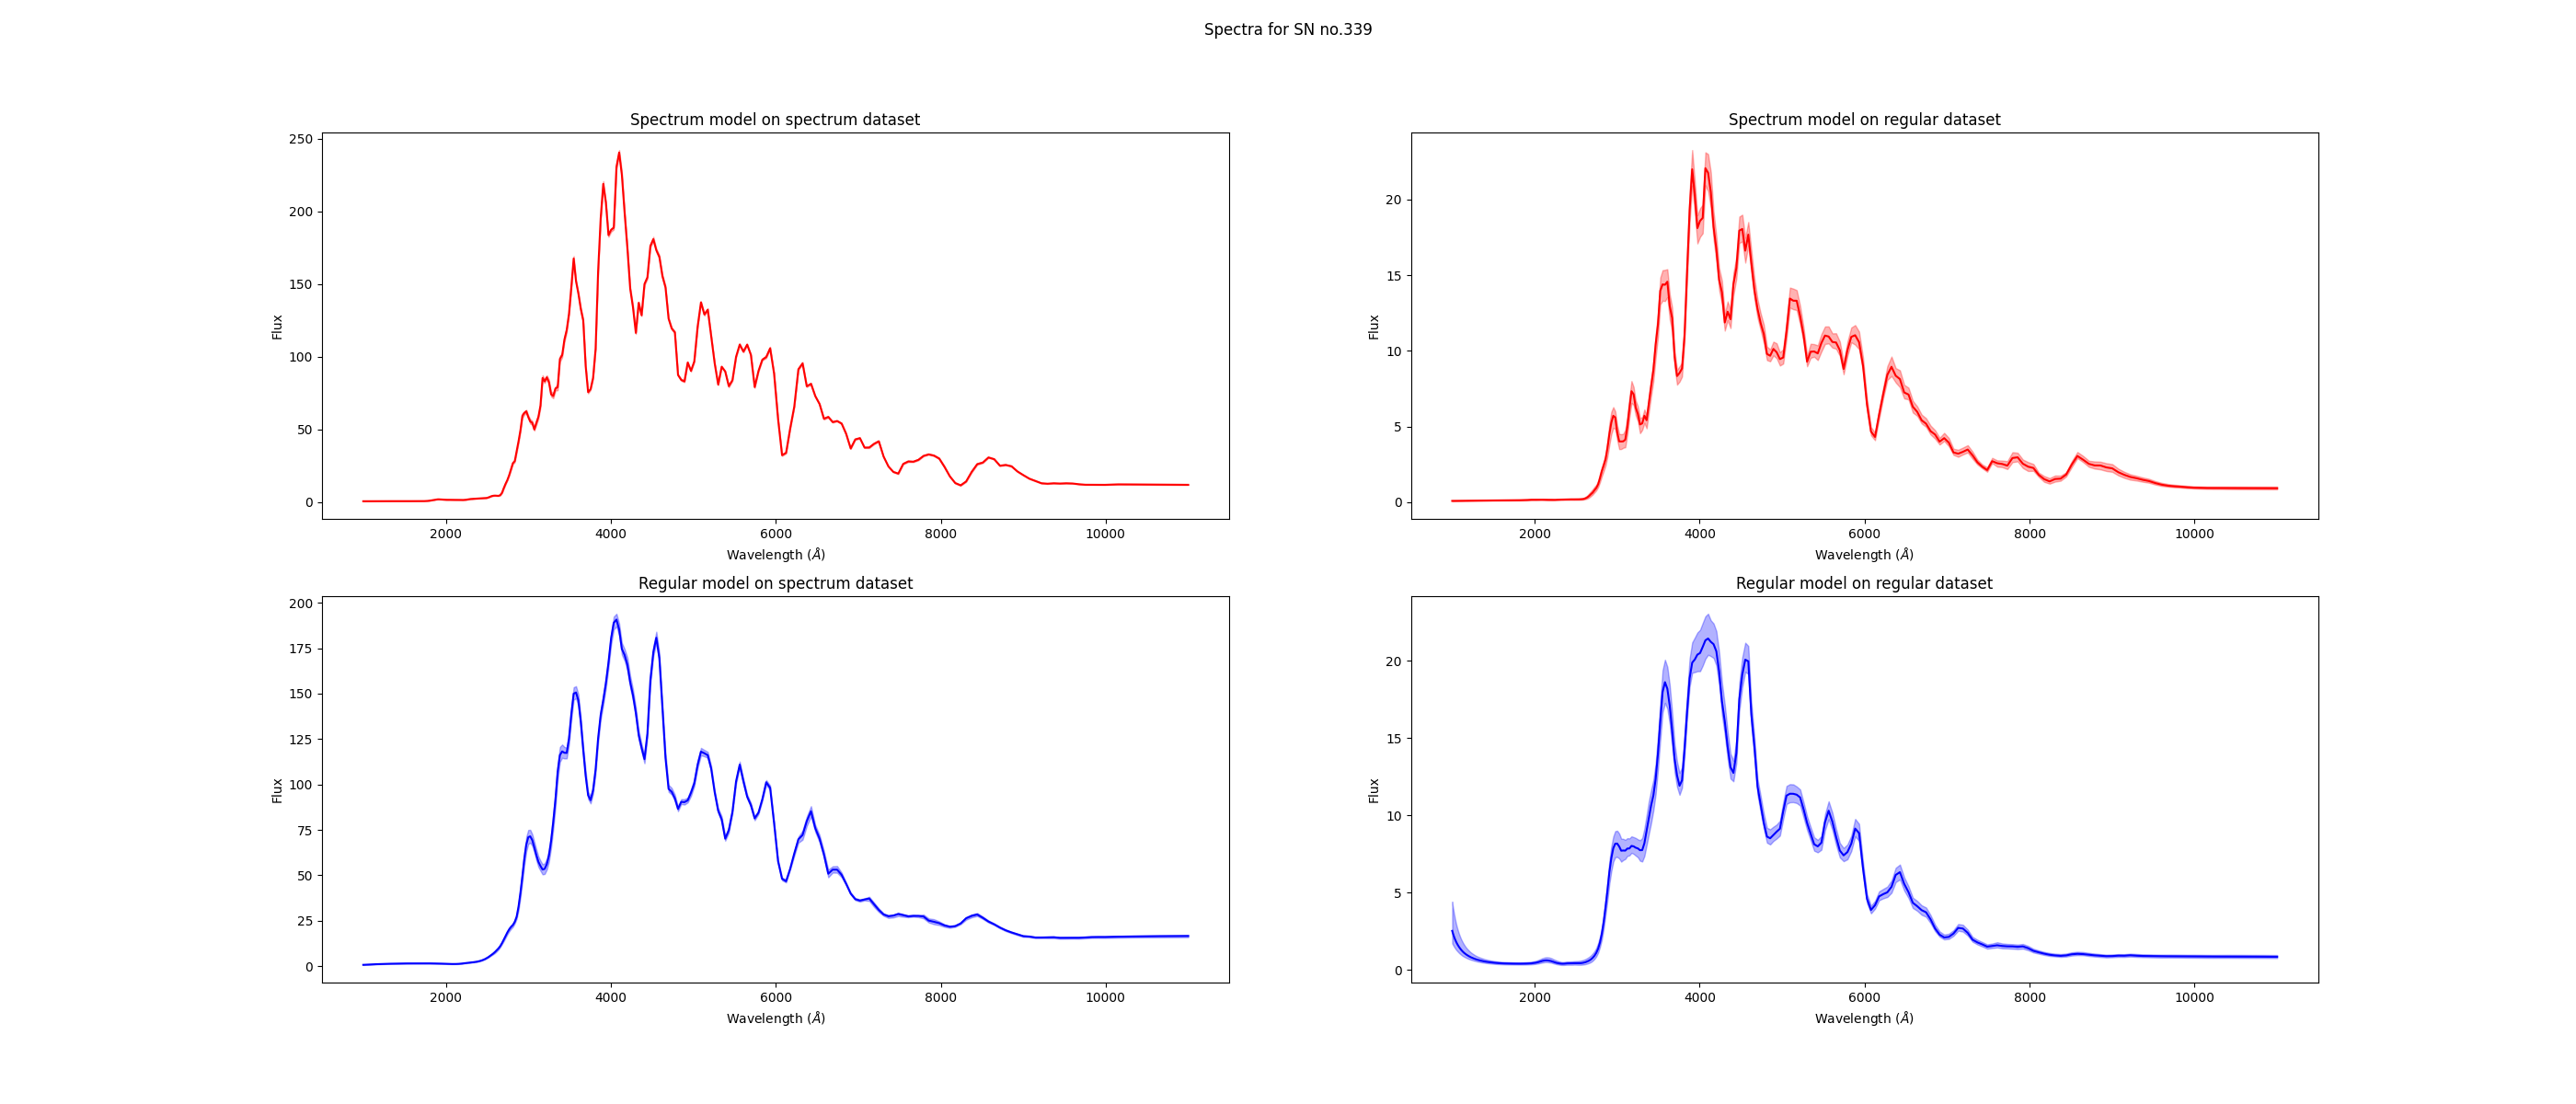 Spectra for SN no.339
Spectrum model on spectrum dataset
250
200
150
100
50
0
Flux
2000 4000 6000 8000 10000
Wavelength (Å)
Spectrum model on regular dataset
20
15
10
5
0
Flux
2000 4000 6000 8000 10000
Wavelength (Å)
Regular model on spectrum dataset
200
175
150
125
100
75
50
25
0
Flux
2000 4000 6000 8000 10000
Wavelength (Å)
Regular model on regular dataset
20
15
10
5
0
Flux
2000 4000 6000 8000 10000
Wavelength (Å)